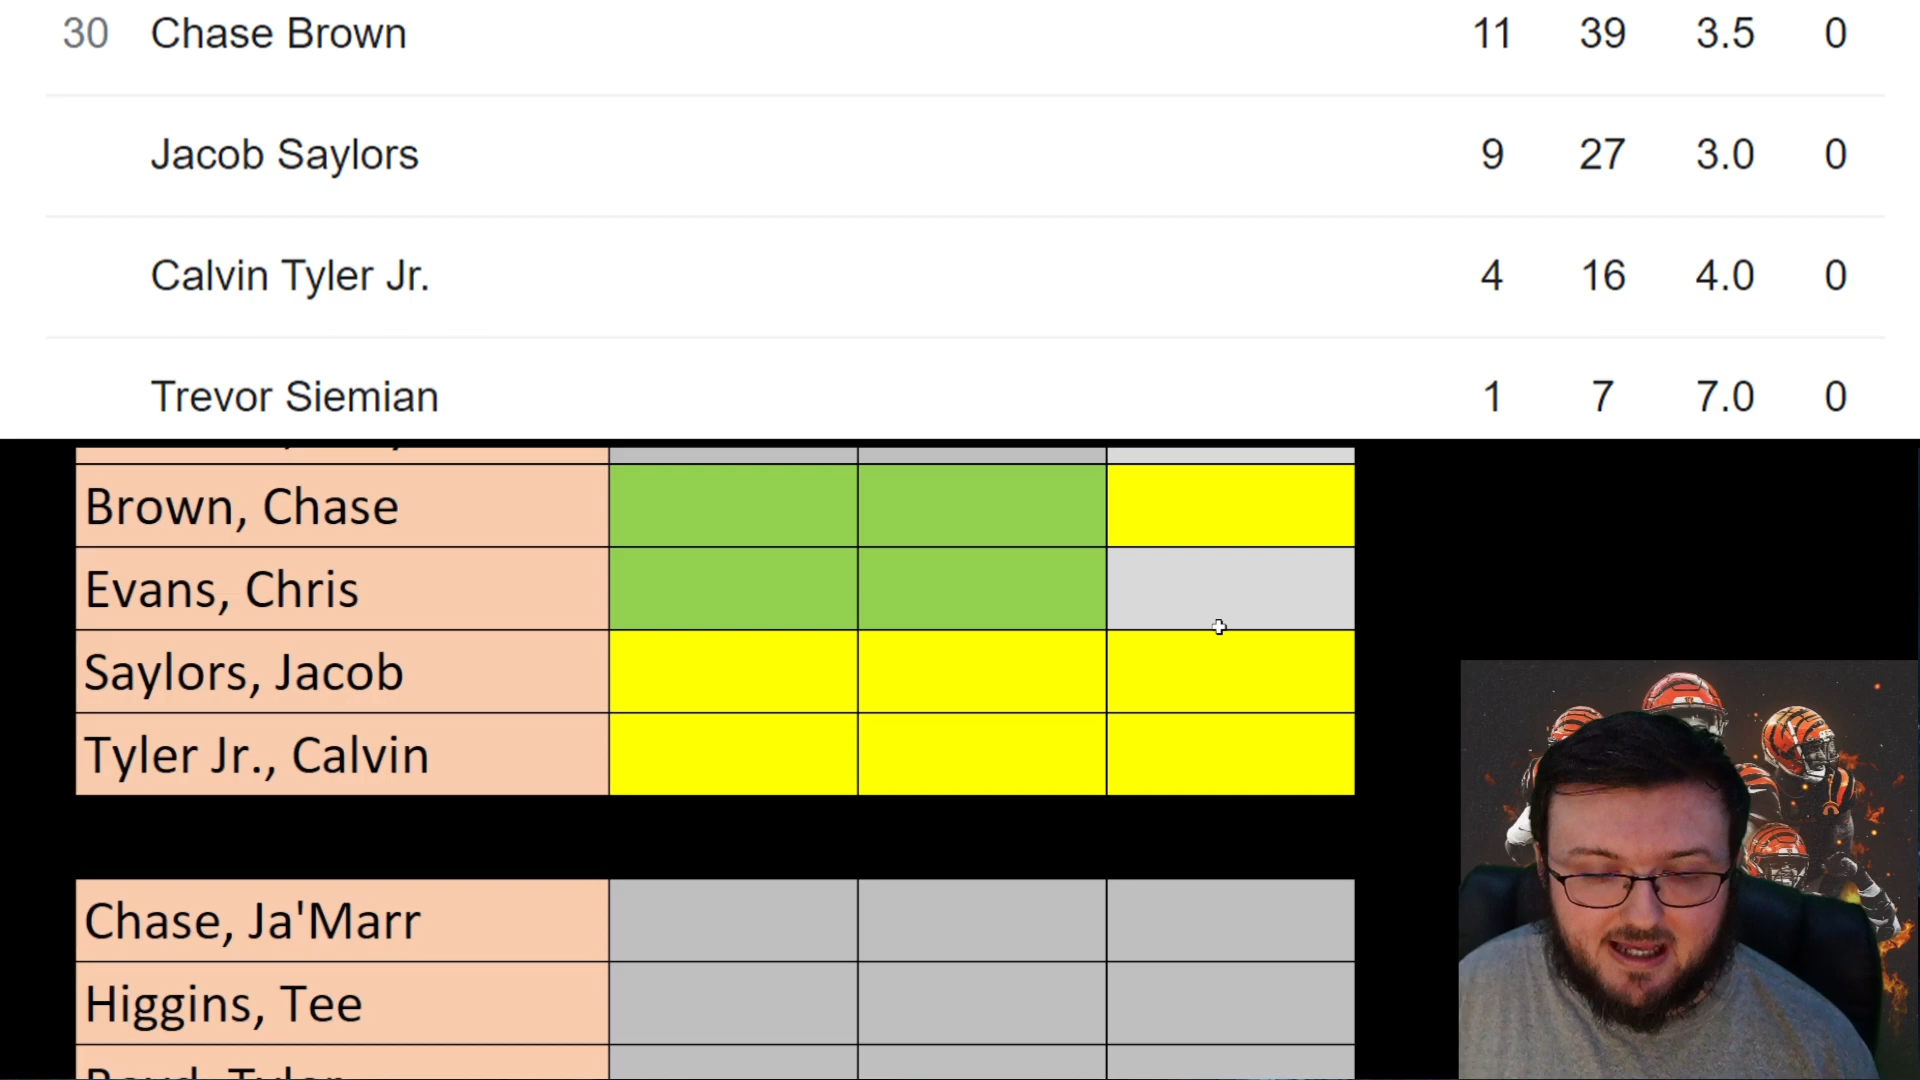 30 Chase Brown 11 39 3.5 0
Jacob Saylors 9 27 3.0 0
Calvin Tyler Jr. 4 16 4.0 0
Trevor Siemian 1 7 7.0 0
Brown, Chase
Evans, Chris
Saylors, Jacob
Tyler Jr., Calvin
Chase, Ja'Marr
Higgins, Tee